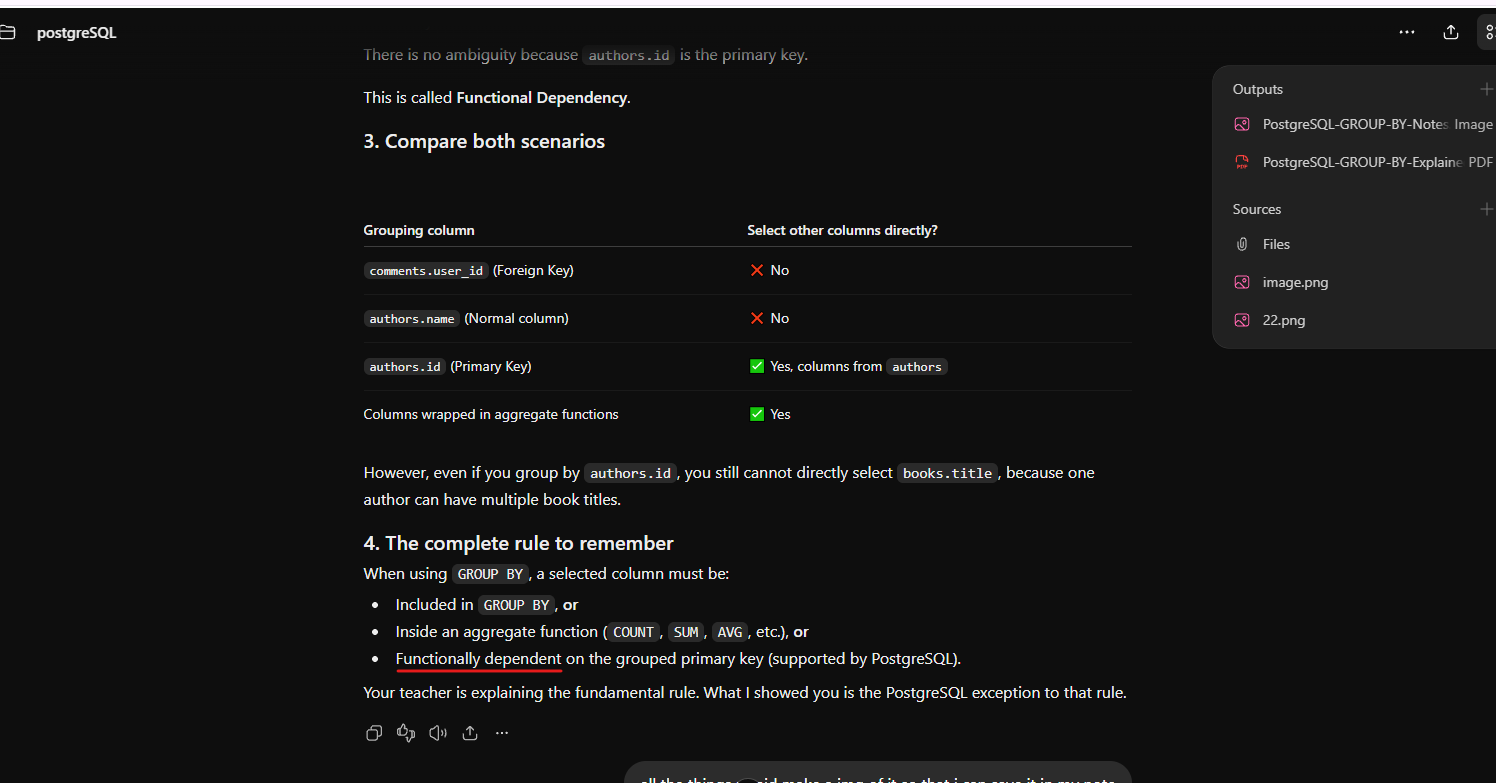 postgreSQL
There is no ambiguity because authors.id is the primary key.
This is called Functional Dependency.
3. Compare both scenarios
Grouping column Select other columns directly?
comments.user_id (Foreign Key) ❌ No
authors.name (Normal column) ❌ No
authors.id (Primary Key) ✅ Yes, columns from authors
Columns wrapped in aggregate functions ✅ Yes
However, even if you group by authors.id, you still cannot directly select books.title, because one
author can have multiple book titles.
4. The complete rule to remember
When using GROUP BY, a selected column must be:
• Included in GROUP BY, or
• Inside an aggregate function (COUNT, SUM, AVG, etc.), or
• Functionally dependent on the grouped primary key (supported by PostgreSQL).
Your teacher is explaining the fundamental rule. What I showed you is the PostgreSQL exception to that rule.
Outputs
PostgreSQL-GROUP-BY-Notes Image
PostgreSQL-GROUP-BY-Explaine PDF
Sources
Files
image.png
22.png